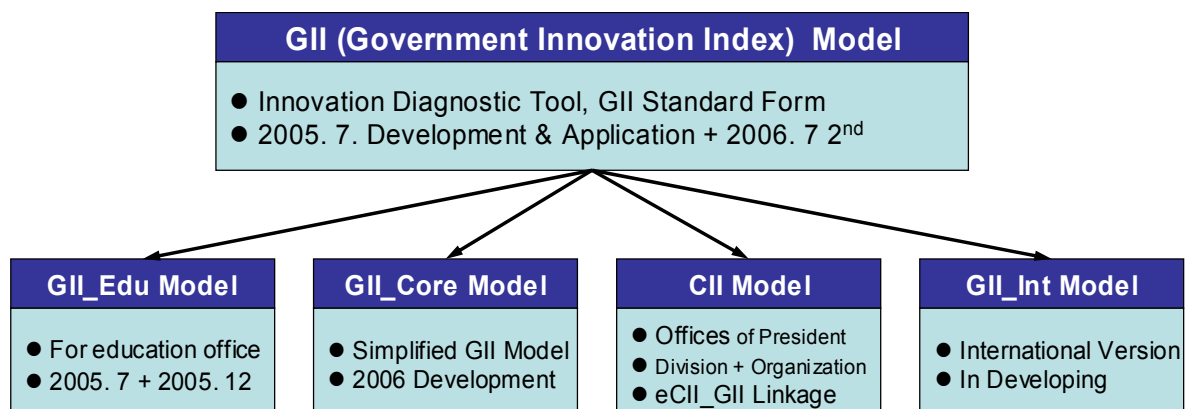 GII (Government Innovation Index) Model
● Innovation Diagnostic Tool, GII Standard Form
● 2005. 7. Development & Application + 2006. 7 2nd
GII_Edu Model
● For education office
● 2005. 7 + 2005. 12
GII_Core Model
● Simplified GII Model
● 2006 Development
CII Model
● Offices of President
● Division + Organization
● eCII_GII Linkage
GII_Int Model
● International Version
● In Developing